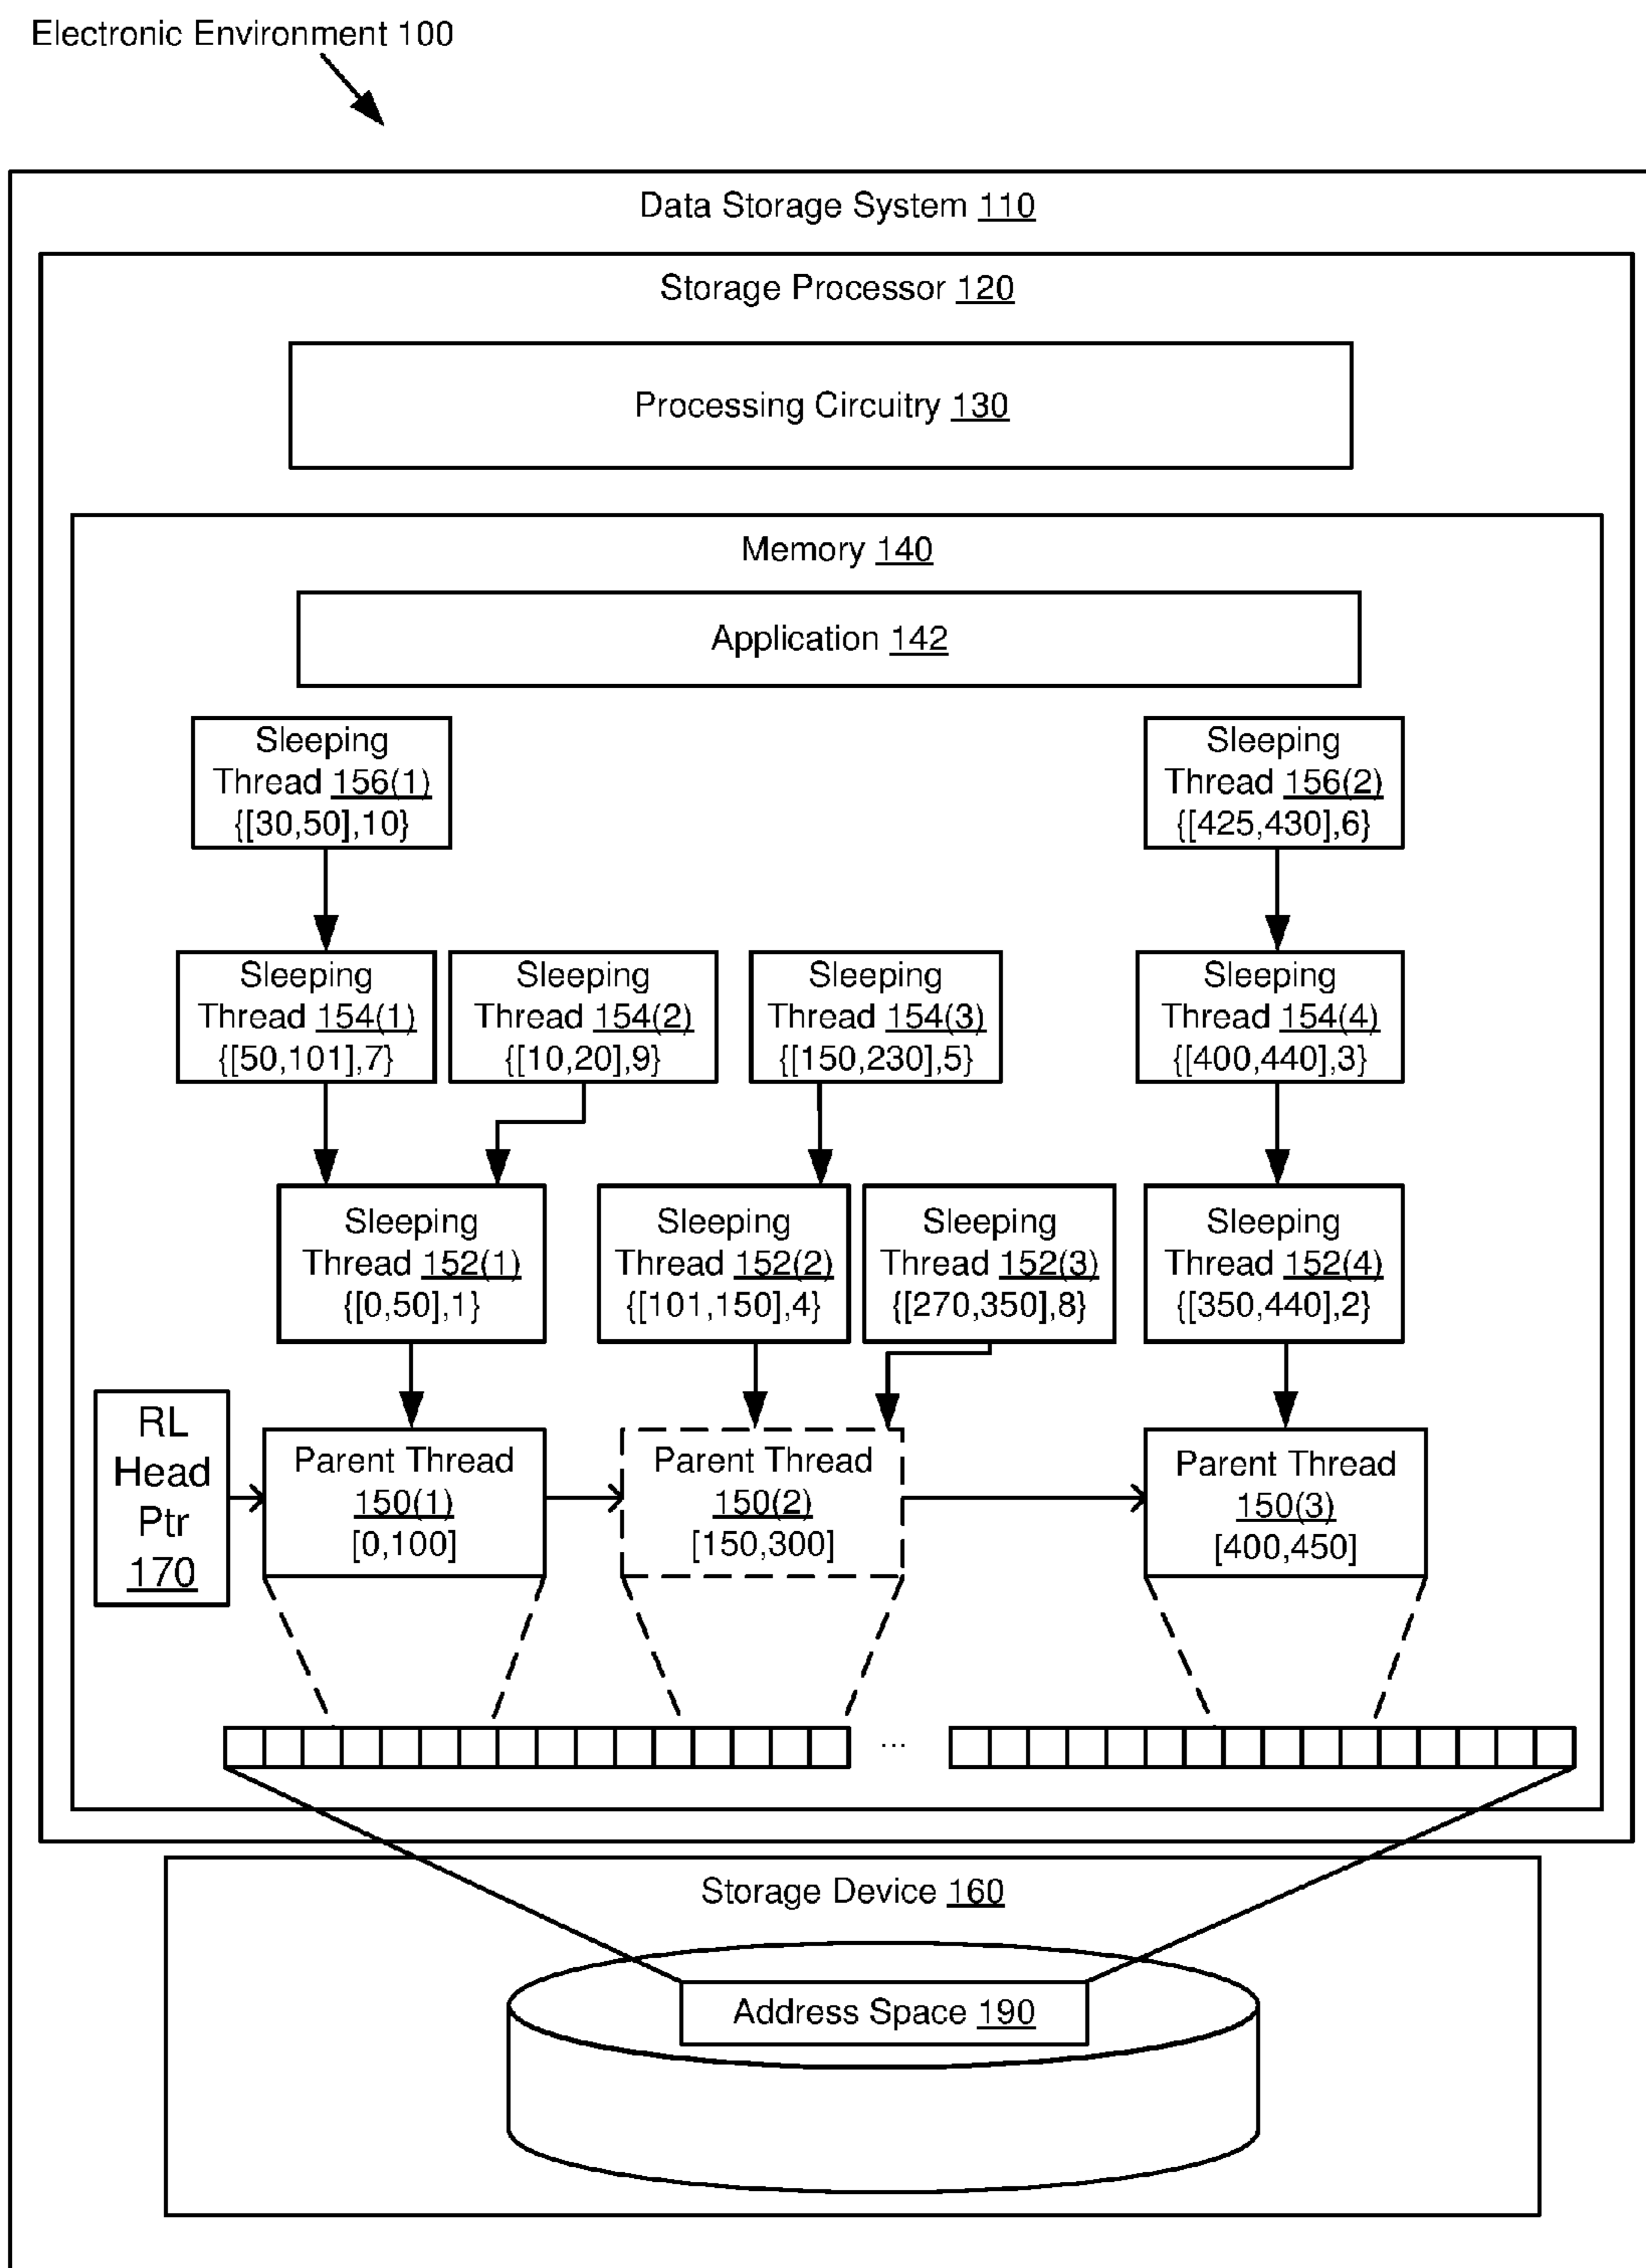 Electronic Environment 100
Data Storage System 110
Storage Processor 120
Processing Circuitry 130
Memory 140
Application 142
Sleeping
Thread 156(1)
{[30,50],10}
Sleeping
Thread 156(2)
{[425,430],6}
Sleeping
Thread 154(1)
{[50,101],7}
Sleeping
Thread 154(2)
{[10,20],9}
Sleeping
Thread 154(3)
{[150,230],5}
Sleeping
Thread 154(4)
{[400,440],3}
Sleeping
Thread 152(1)
{[0,50],1}
Sleeping
Thread 152(2)
{[101,150],4}
Sleeping
Thread 152(3)
{[270,350],8}
Sleeping
Thread 152(4)
{[350,440],2}
RL
Head
Ptr
170
Parent Thread
150(1)
[0,100]
Parent Thread
150(2)
[150,300]
Parent Thread
150(3)
[400,450]
...
Storage Device 160
Address Space 190